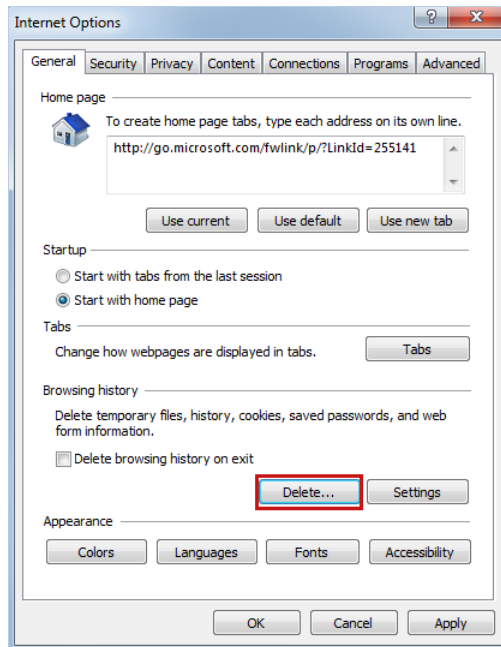 Internet Options
?
General Security Privacy Content Connections Programs Advanced
Home page
To create home page tabs, type each address on its own line.
http://go.microsoft.com/fwlink/p/?LinkId=255141
Use current Use default Use new tab
Startup
Start with tabs from the last session
Start with home page
Tabs
Change how webpages are displayed in tabs. Tabs
Browsing history
Delete temporary files, history, cookies, saved passwords, and web
form information.
Delete browsing history on exit
Delete... Settings
Appearance
Colors Languages Fonts Accessibility
OK Cancel Apply